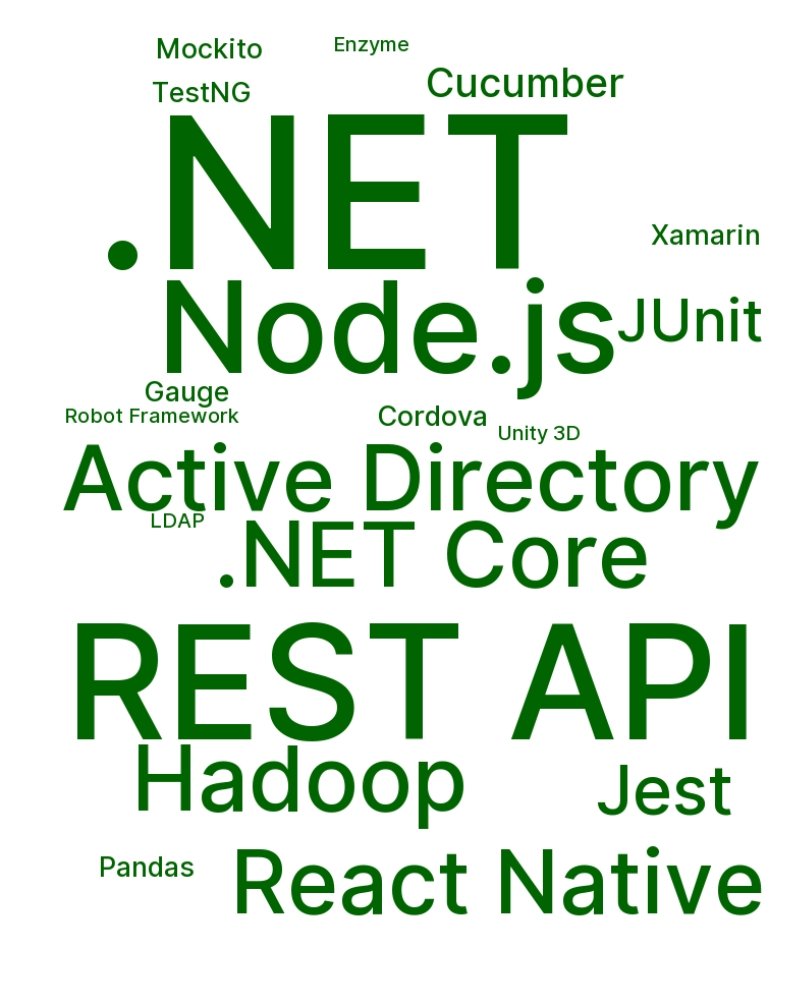 Mockito
Enzyme
TestNG
Cucumber
.NET
Xamarin
Node.js
JUnit
Gauge
Robot Framework
Cordova
Unity 3D
Active Directory
LDAP
.NET Core
REST API
Hadoop
Jest
Pandas
React Native